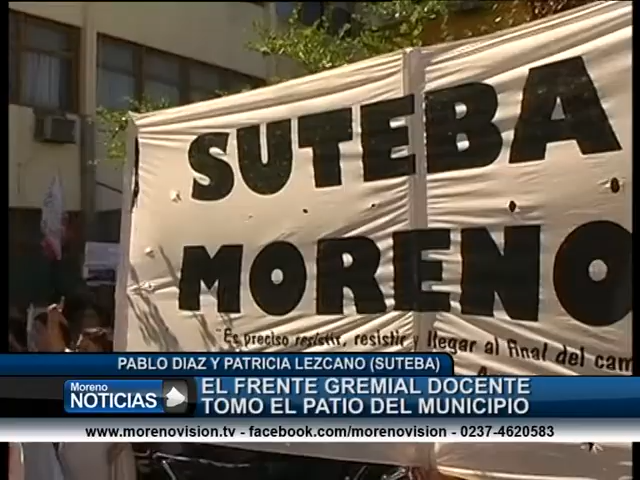 SUTEBA
MORENO
"Es preciso resistir, resistir y llegar al final del cam
PABLO DIAZ Y PATRICIA LEZCANO (SUTEBA)
Moreno
NOTICIAS
EL FRENTE GREMIAL DOCENTE
TOMO EL PATIO DEL MUNICIPIO
www.morenovision.tv - facebook.com/morenovision - 0237-4620583